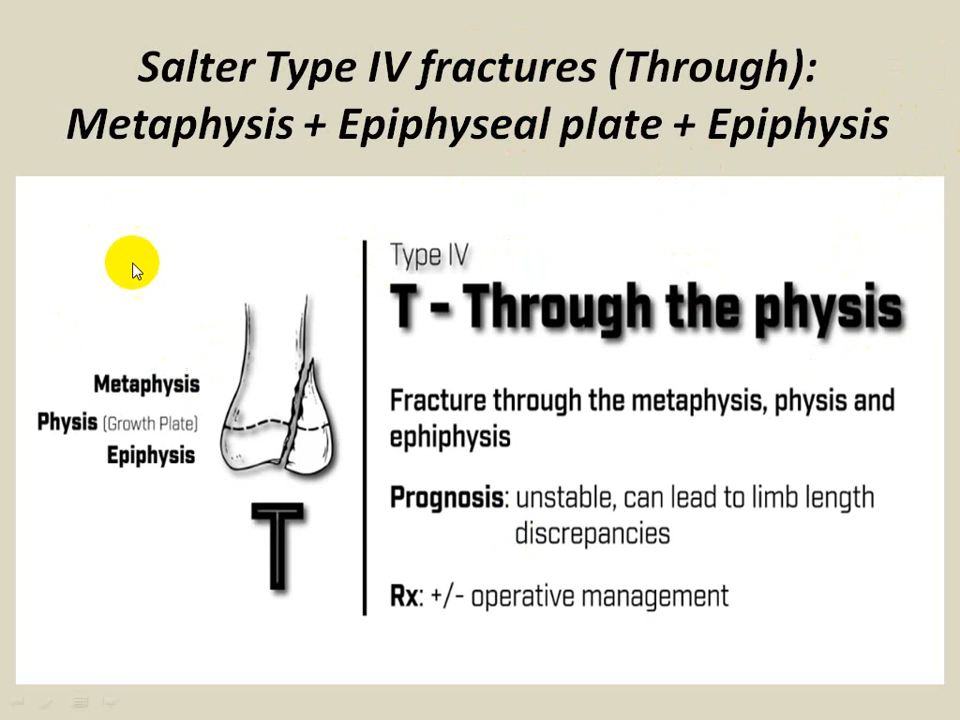 Salter Type IV fractures (Through):
Metaphysis + Epiphyseal plate + Epiphysis
Type IV
T - Through the physis
Metaphysis
Physis (Growth Plate)
Epiphysis
T
Fracture through the metaphysis, physis and
ephiphysis
Prognosis: unstable, can lead to limb length
discrepancies
Rx: +/- operative management